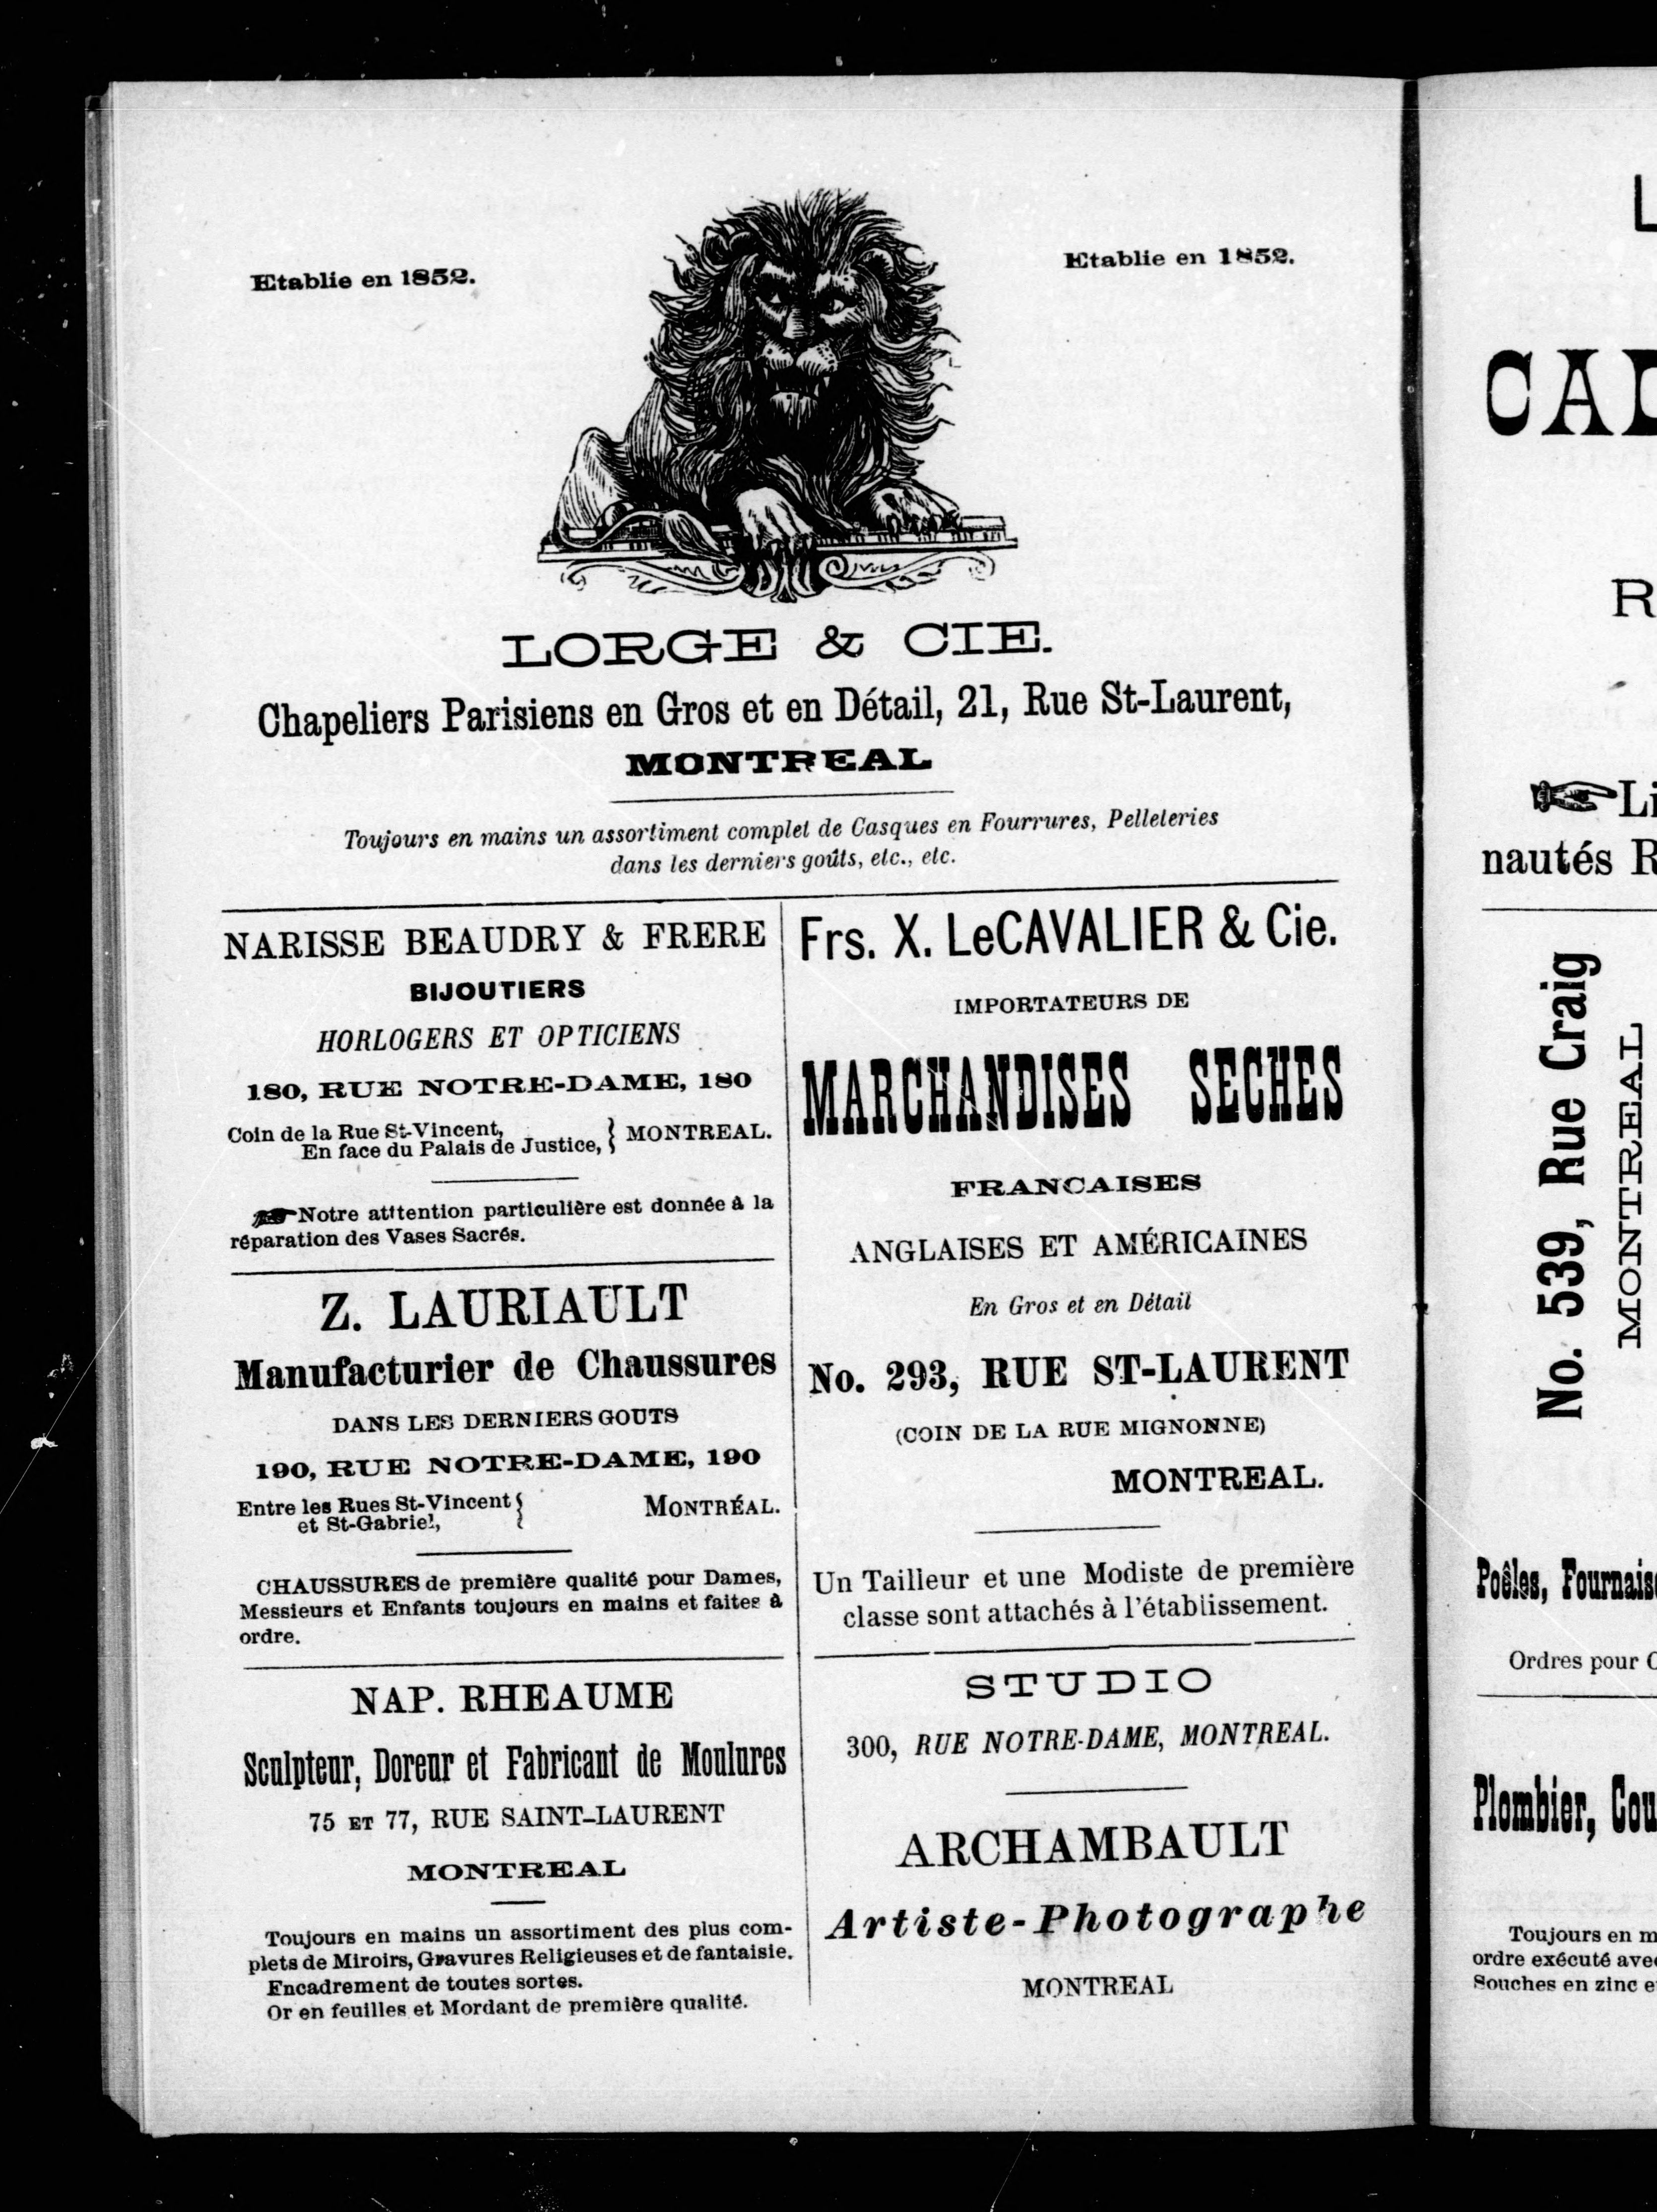 Etablie en 1852.
Etablie en 1852.
LORGE & CIE.
Chapeliers Parisiens en Gros et en Détail, 21, Rue St-Laurent,
MONTREAL
Toujours en mains un assortiment complet de Casques en Fourrures, Pelleteries
dans les derniers goûts, etc., etc.
NARISSE BEAUDRY & FRERE
BIJOUTIERS
HORLOGERS ET OPTICIENS
180, RUE NOTRE-DAME, 180
Coin de la Rue St-Vincent,
En face du Palais de Justice, } MONTREAL.
Notre atttention particulière est donnée à la
réparation des Vases Sacrés.
Z. LAURIAULT
Manufacturier de Chaussures
DANS LES DERNIERS GOUTS
190, RUE NOTRE-DAME, 190
Entre les Rues St-Vincent }
et St-Gabriel,
MONTRÉAL.
CHAUSSURES de première qualité pour Dames,
Messieurs et Enfants toujours en mains et faites à
ordre.
NAP. RHEAUME
Sculpteur, Doreur et Fabricant de Moulures
75 ET 77, RUE SAINT-LAURENT
MONTREAL
Toujours en mains un assortiment des plus com-
plets de Miroirs, Gravures Religieuses et de fantaisie.
Encadrement de toutes sortes.
Or en feuilles et Mordant de première qualité.
Frs. X. LeCAVALIER & Cie.
IMPORTATEURS DE
MARCHANDISES SECHES
FRANCAISES
ANGLAISES ET AMÉRICAINES
En Gros et en Détail
No. 293, RUE ST-LAURENT
(COIN DE LA RUE MIGNONNE)
MONTREAL.
Un Tailleur et une Modiste de première
classe sont attachés à l'établissement.
STUDIO
300, RUE NOTRE-DAME, MONTREAL.
ARCHAMBAULT
Artiste-Photographe
MONTREAL
L
CAD
R
Li
nautés R
No. 539, Rue Craig
MONTREAL
Poêles, Fournaise
Ordres pour C
Plombier, Cou
Toujours en m
ordre exécuté avec
Souches en zinc e